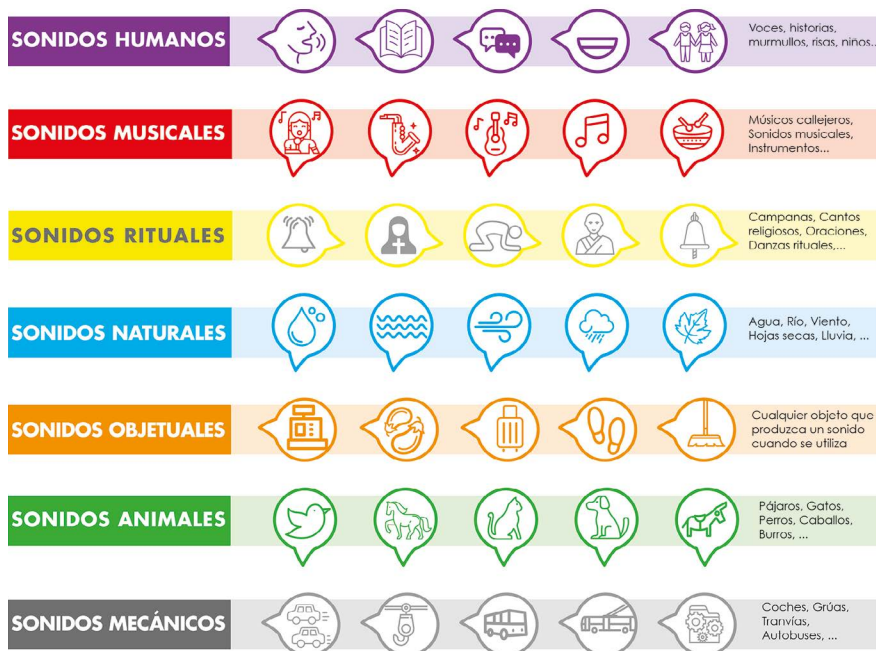 SONIDOS HUMANOS
Voces, historias,
murmullos, risas, niños...
SONIDOS MUSICALES
Músicos callejeros,
Sonidos musicales,
Instrumentos...
SONIDOS RITUALES
Campanas, Cantos
religiosos, Oraciones,
Danzas rituales,...
SONIDOS NATURALES
Agua, Río, Viento,
Hojas secas, Lluvia, ...
SONIDOS OBJETUALES
Cualquier objeto que
produzca un sonido
cuando se utiliza
SONIDOS ANIMALES
Pájaros, Gatos,
Perros, Caballos,
Burros, ...
SONIDOS MECÁNICOS
Coches, Grúas,
Tranvías,
Autobuses, ...